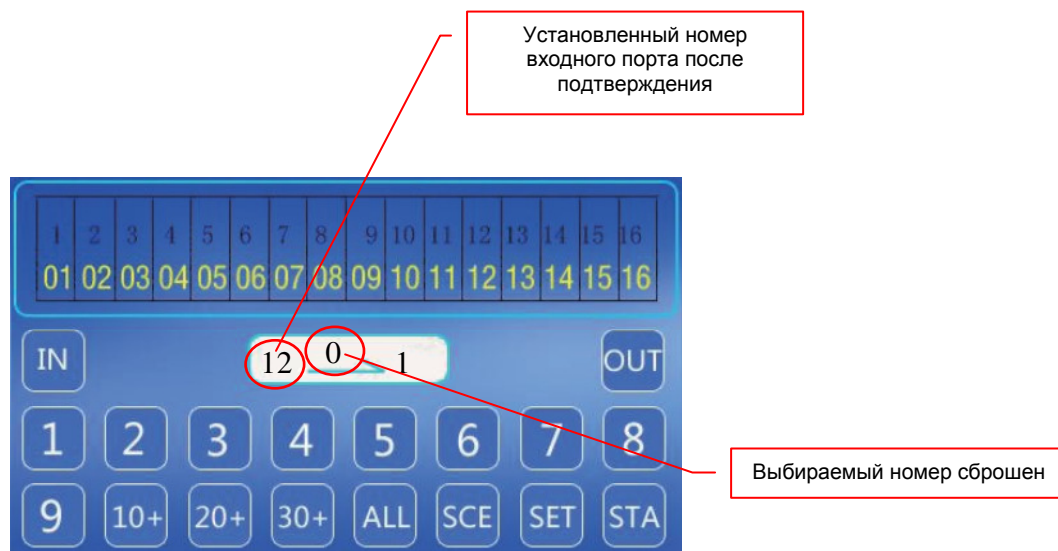 Установленный номер
входного порта после
подтверждения
1 2 3 4 5 6 7 8 9 10 11 12 13 14 15 16
01 02 03 04 05 06 07 08 09 10 11 12 13 14 15 16
IN 12 0 1 OUT
1 2 3 4 5 6 7 8
Выбираемый номер сброшен
9 10+ 20+ 30+ ALL SCE SET STA